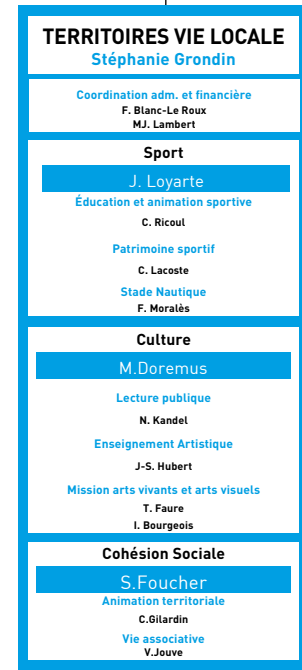 TERRITOIRES VIE LOCALE
Stéphanie Grondin
Coordination adm. et financière
F. Blanc-Le Roux
MJ. Lambert
Sport
J. Loyarte
Éducation et animation sportive
C. Ricoul
Patrimoine sportif
C. Lacoste
Stade Nautique
F. Moralès
Culture
M.Doremus
Lecture publique
N. Kandel
Enseignement Artistique
J-S. Hubert
Mission arts vivants et arts visuels
T. Faure
I. Bourgeois
Cohésion Sociale
S.Foucher
Animation territoriale
C.Gilardin
Vie associative
V.Jouve